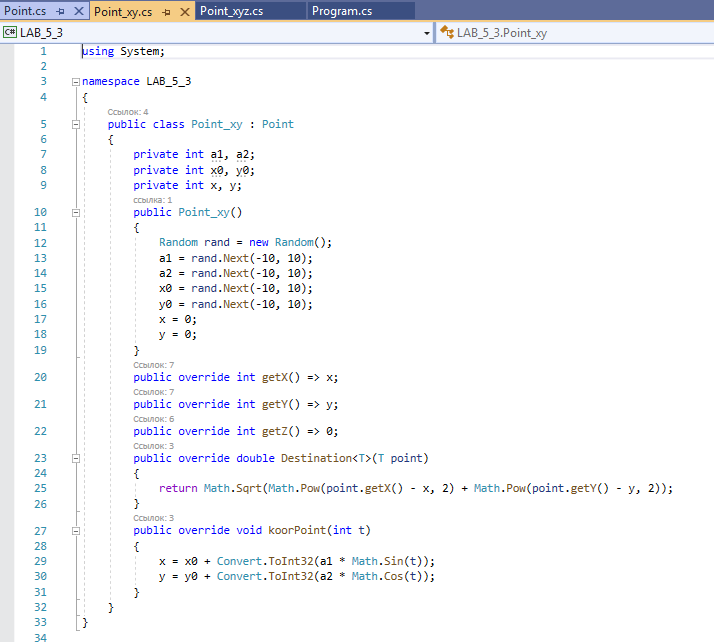 Point.cs Point_xy.cs Point_xyz.cs Program.cs
C# LAB_5_3 LAB_5_3.Point_xy
1 using System;
2
3 namespace LAB_5_3
4 {
Ссылок: 4
5 public class Point_xy : Point
6 {
7 private int a1, a2;
8 private int x0, y0;
9 private int x, y;
ссылка: 1
10 public Point_xy()
11 {
12 Random rand = new Random();
13 a1 = rand.Next(-10, 10);
14 a2 = rand.Next(-10, 10);
15 x0 = rand.Next(-10, 10);
16 y0 = rand.Next(-10, 10);
17 x = 0;
18 y = 0;
19 }
Ссылок: 7
20 public override int getX() => x;
Ссылок: 7
21 public override int getY() => y;
Ссылок: 6
22 public override int getZ() => 0;
Ссылок: 3
23 public override double Destination<T>(T point)
24 {
25 return Math.Sqrt(Math.Pow(point.getX() - x, 2) + Math.Pow(point.getY() - y, 2));
26 }
Ссылок: 3
27 public override void koorPoint(int t)
28 {
29 x = x0 + Convert.ToInt32(a1 * Math.Sin(t));
30 y = y0 + Convert.ToInt32(a2 * Math.Cos(t));
31 }
32 }
33 }
34